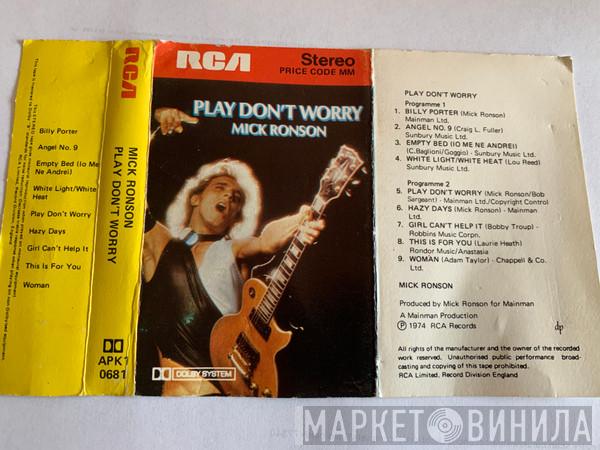 Billy Porter
Angel No. 9
Empty Bed (Io Me
Ne Andrei)
White Light/White
Heat
Play Don't Worry
Hazy Days
Girl Can't Help It
This Is For You
Woman
RCA
MICK RONSON
PLAY DON'T WORRY
APK1
0681
RCA
Stereo
PRICE CODE MM
PLAY DON'T WORRY
MICK RONSON
DOLBY SYSTEM
PLAY DON'T WORRY
Programme 1
1. BILLY PORTER (Mick Ronson)
Mainman Ltd.
2. ANGEL NO. 9 (Craig L. Fuller)
Sunbury Music Ltd.
3. EMPTY BED (IO ME NE ANDREI)
(C.Baglioni/Goggio) - Sunbury Music Ltd.
4. WHITE LIGHT/WHITE HEAT (Lou Reed)
Sunbury Music Ltd.
Programme 2
5. PLAY DON'T WORRY (Mick Ronson/Bob
Sargeant) - Mainman Ltd./Copyright Control
6. HAZY DAYS (Mick Ronson) - Mainman
Ltd.
7. GIRL CAN'T HELP IT (Bobby Troup) -
Robbins Music Corpn.
8. THIS IS FOR YOU (Laurie Heath)
Rondor Music/Anastasia
9. WOMAN (Adam Taylor) - Chappell & Co.
Ltd.
MICK RONSON
Produced by Mick Ronson for Mainman
A Mainman Production
Ⓟ 1974 RCA Records
dp
All rights of the manufacturer and the owner of the recorded
work reserved. Unauthorised public performance broad-
casting and copying of this tape prohibited.
RCA Limited, Record Division England
МАРКЕТ ВИНИЛА